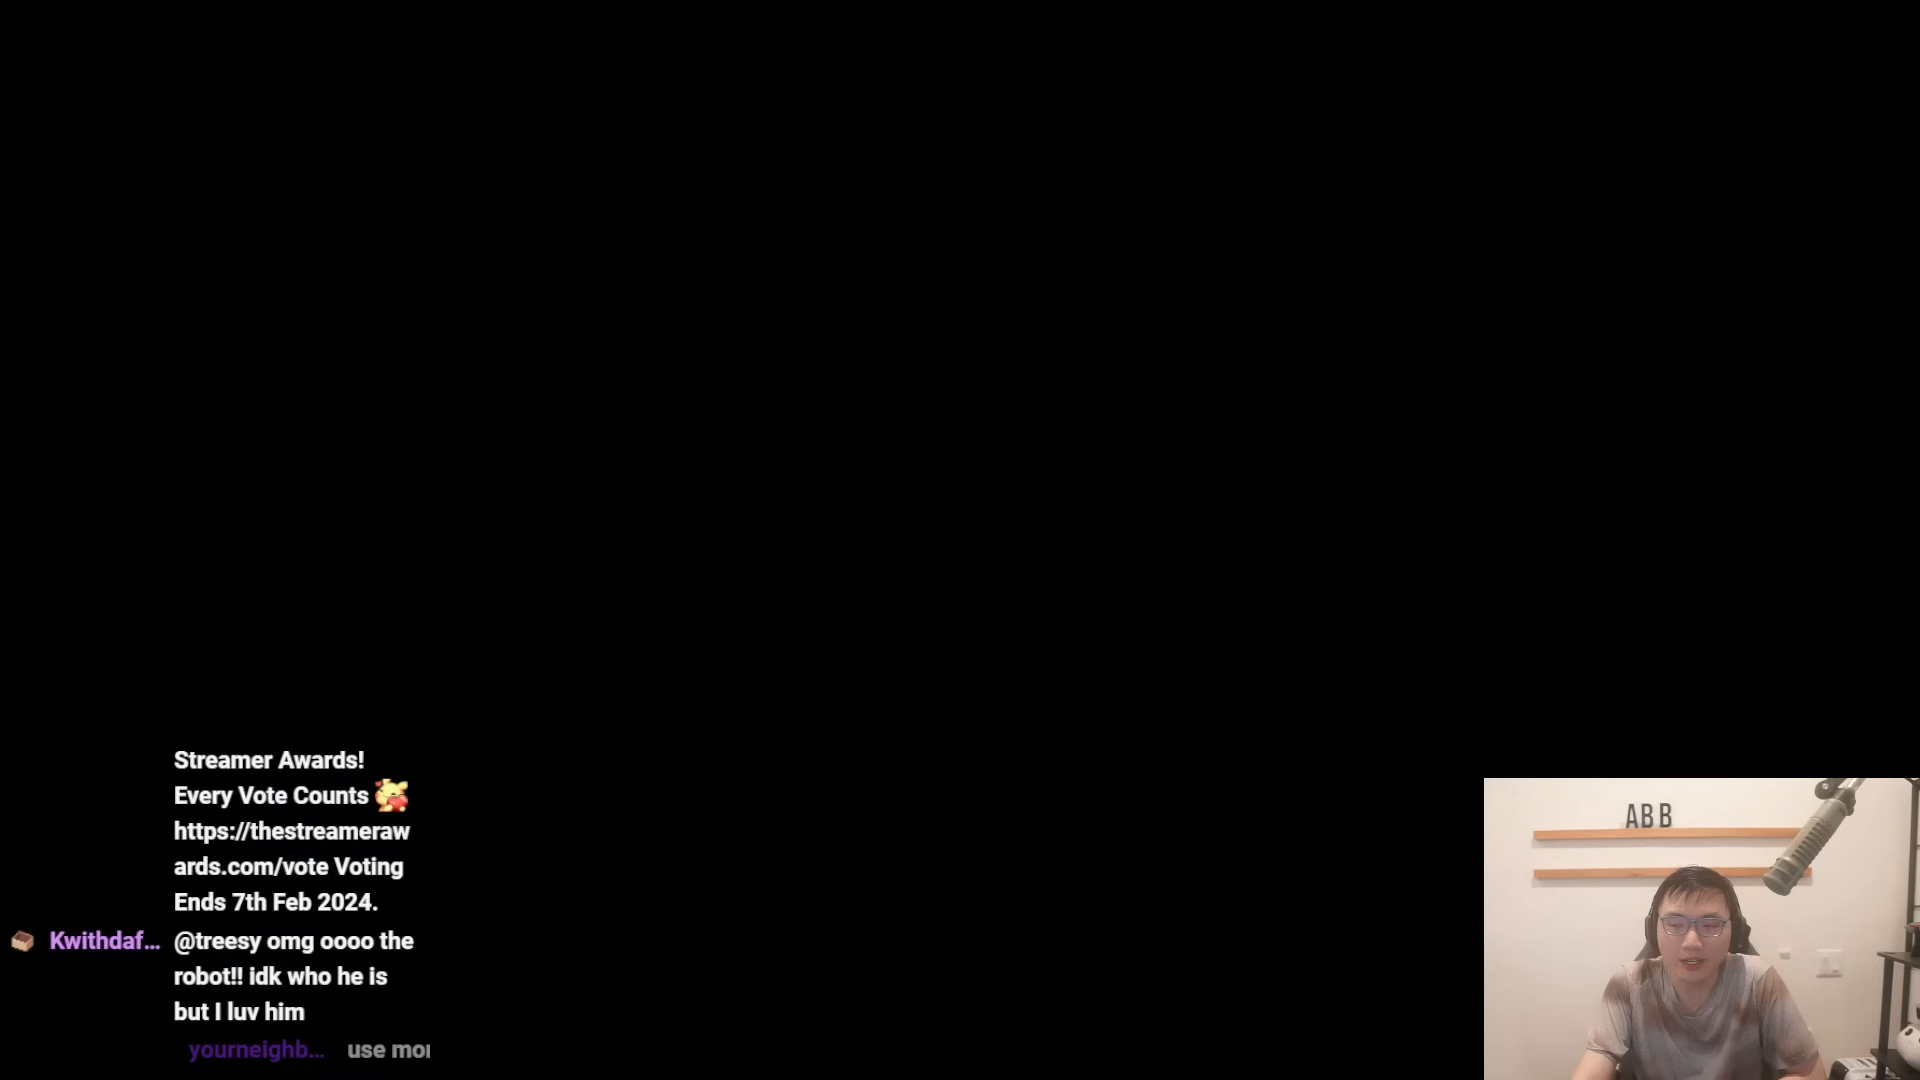 Streamer Awards!
Every Vote Counts
https://thestreameraw
ards.com/vote Voting
Ends 7th Feb 2024.
Kwithdaf... @treesy omg oooo the
robot!! idk who he is
but I luv him
yourneighb... use
ABB